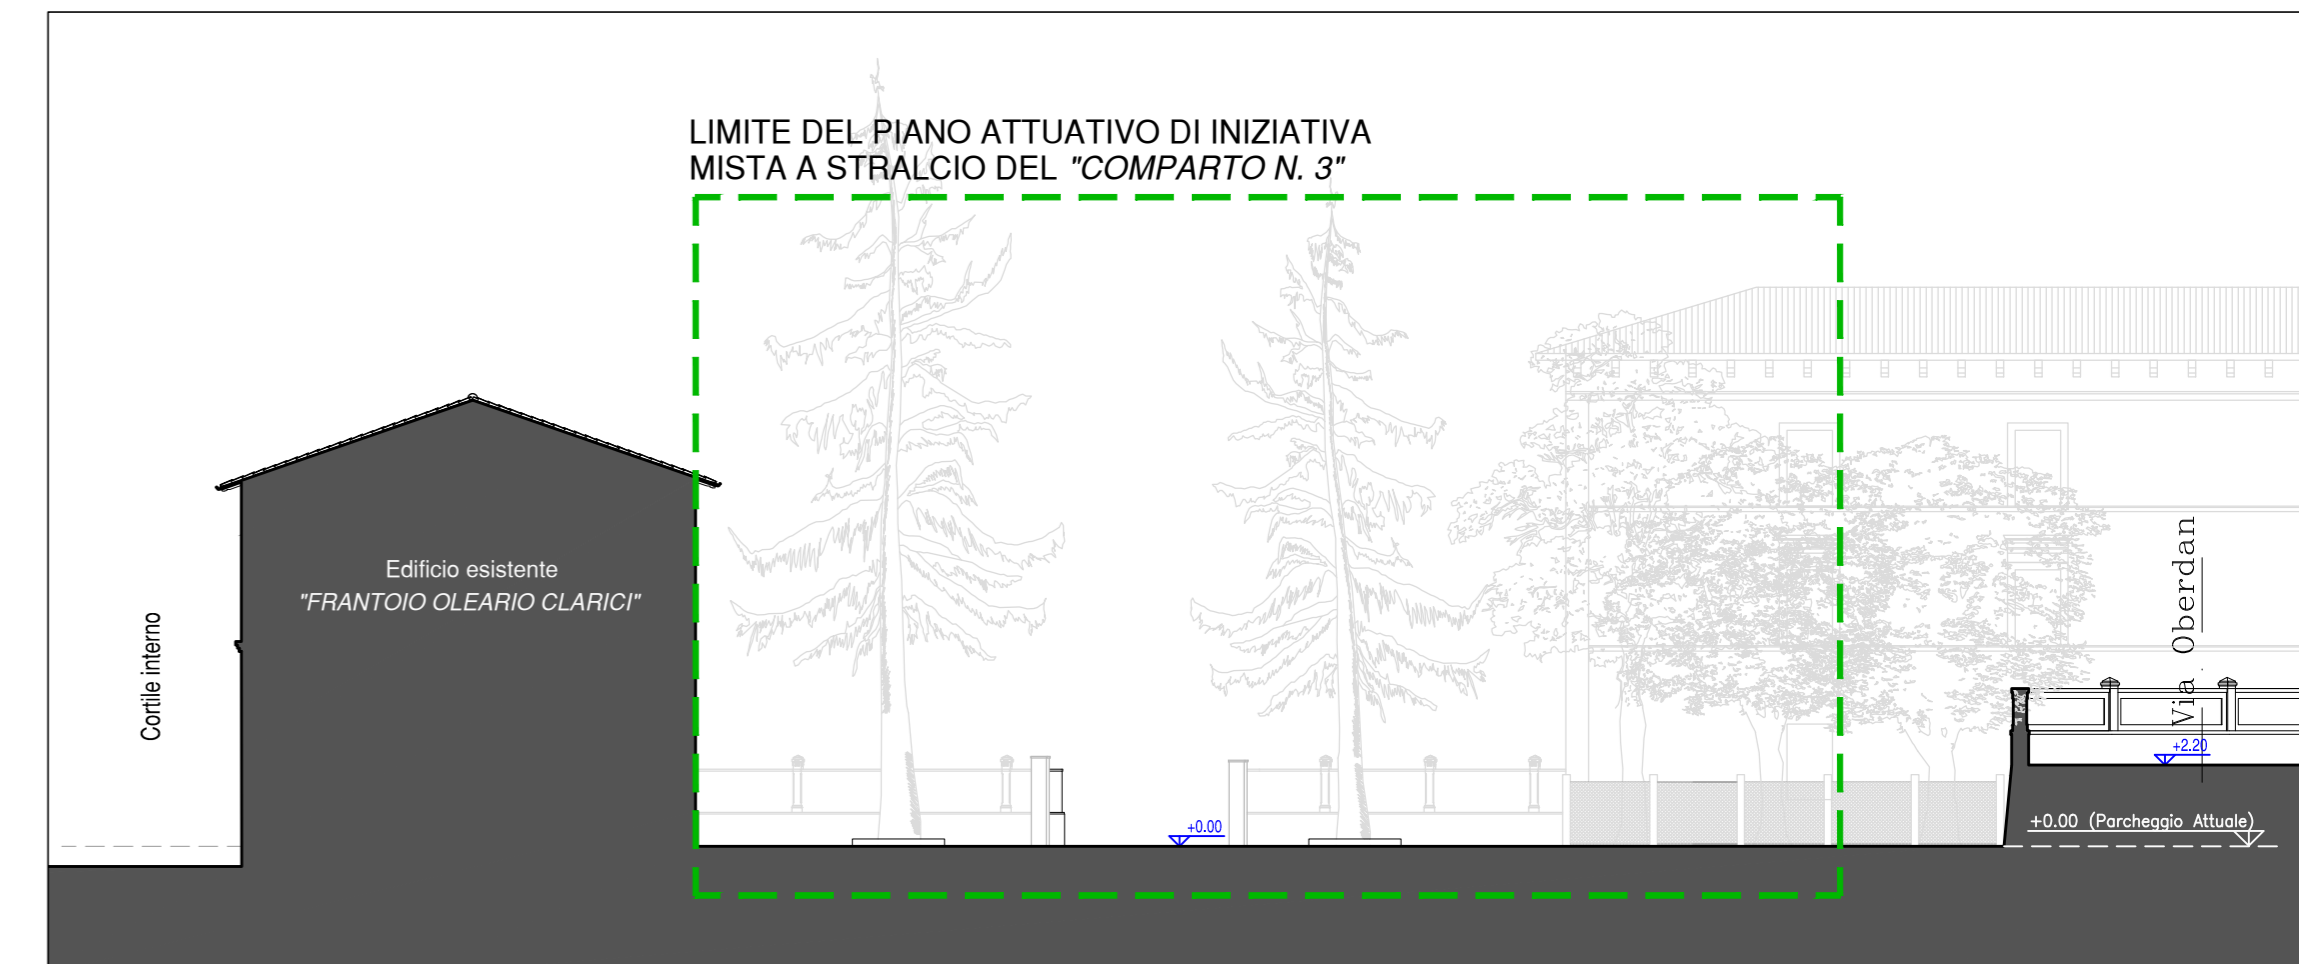 LIMITE DEL PIANO ATTUATIVO DI INIZIATIVA
MISTA A STRALCIO DEL "COMPARTO N. 3"
Edificio esistente
"FRANTOIO OLEARIO CLARICI"
Cortile interno
Via . Oberdan
+2.20
+0.00
+0.00 (Parcheggio Attuale)